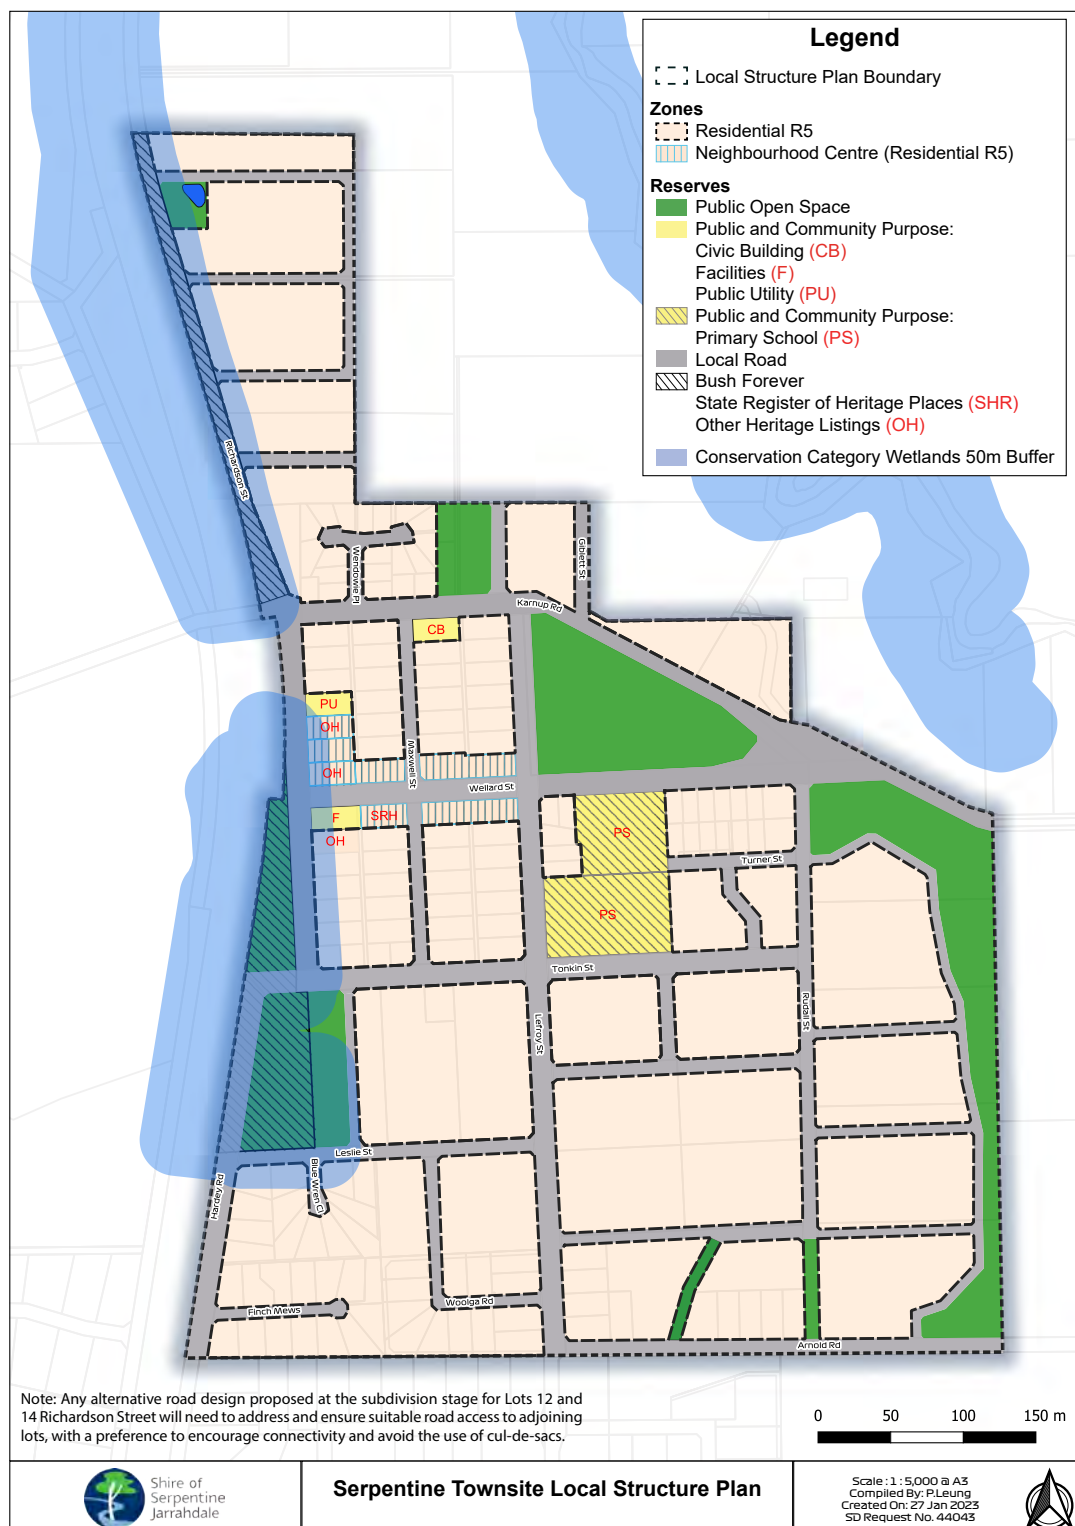 Legend
Local Structure Plan Boundary
Zones
Residential R5
Neighbourhood Centre (Residential R5)
Reserves
Public Open Space
Public and Community Purpose:
Civic Building (CB)
Facilities (F)
Public Utility (PU)
Public and Community Purpose:
Primary School (PS)
Local Road
Bush Forever
State Register of Heritage Places (SHR)
Other Heritage Listings (OH)
Conservation Category Wetlands 50m Buffer
Richardson St
Wendowie Pl
Giblett St
Karnup Rd
CB
PU
OH
OH
Maxwell St
Wellard St
F
SRH
OH
PS
Turner St
PS
Tonkin St
Lefroy St
Rudall St
Leslie St
Blue Wren Cl
Hardey Rd
Finch Mews
Woolga Rd
Arnold Rd
Note: Any alternative road design proposed at the subdivision stage for Lots 12 and
14 Richardson Street will need to address and ensure suitable road access to adjoining
lots, with a preference to encourage connectivity and avoid the use of cul-de-sacs.
0 50 100 150 m
Shire of
Serpentine
Jarrahdale
Serpentine Townsite Local Structure Plan
Scale : 1 : 5,000 @ A3
Compiled By: P.Leung
Created On: 27 Jan 2023
SD Request No. 44043